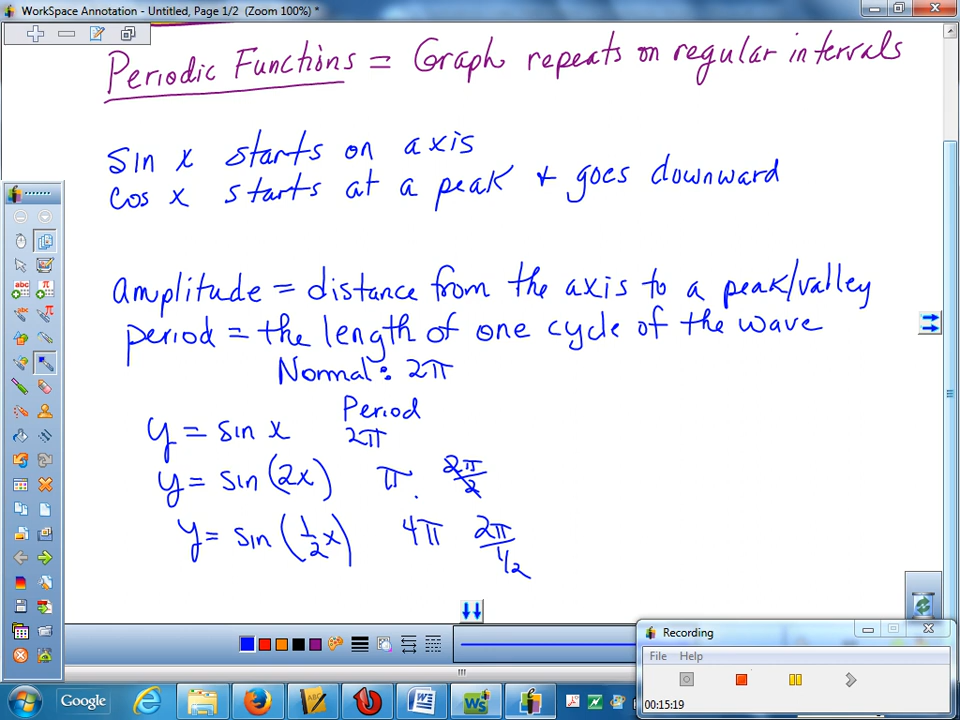 WorkSpace Annotation - Untitled, Page 1/2 (Zoom 100%) *
Periodic Functions = Graph repeats on regular intervals
sin x starts on axis
cos x starts at a peak + goes downward
amplitude = distance from the axis to a peak/valley
period = the length of one cycle of the wave
Normal: 2π
Period
y = sin x 2π
y = sin (2x) π 2π/2
y = sin (1/2 x) 4π 2π/1/2
Recording
File Help
00:15:19
Google